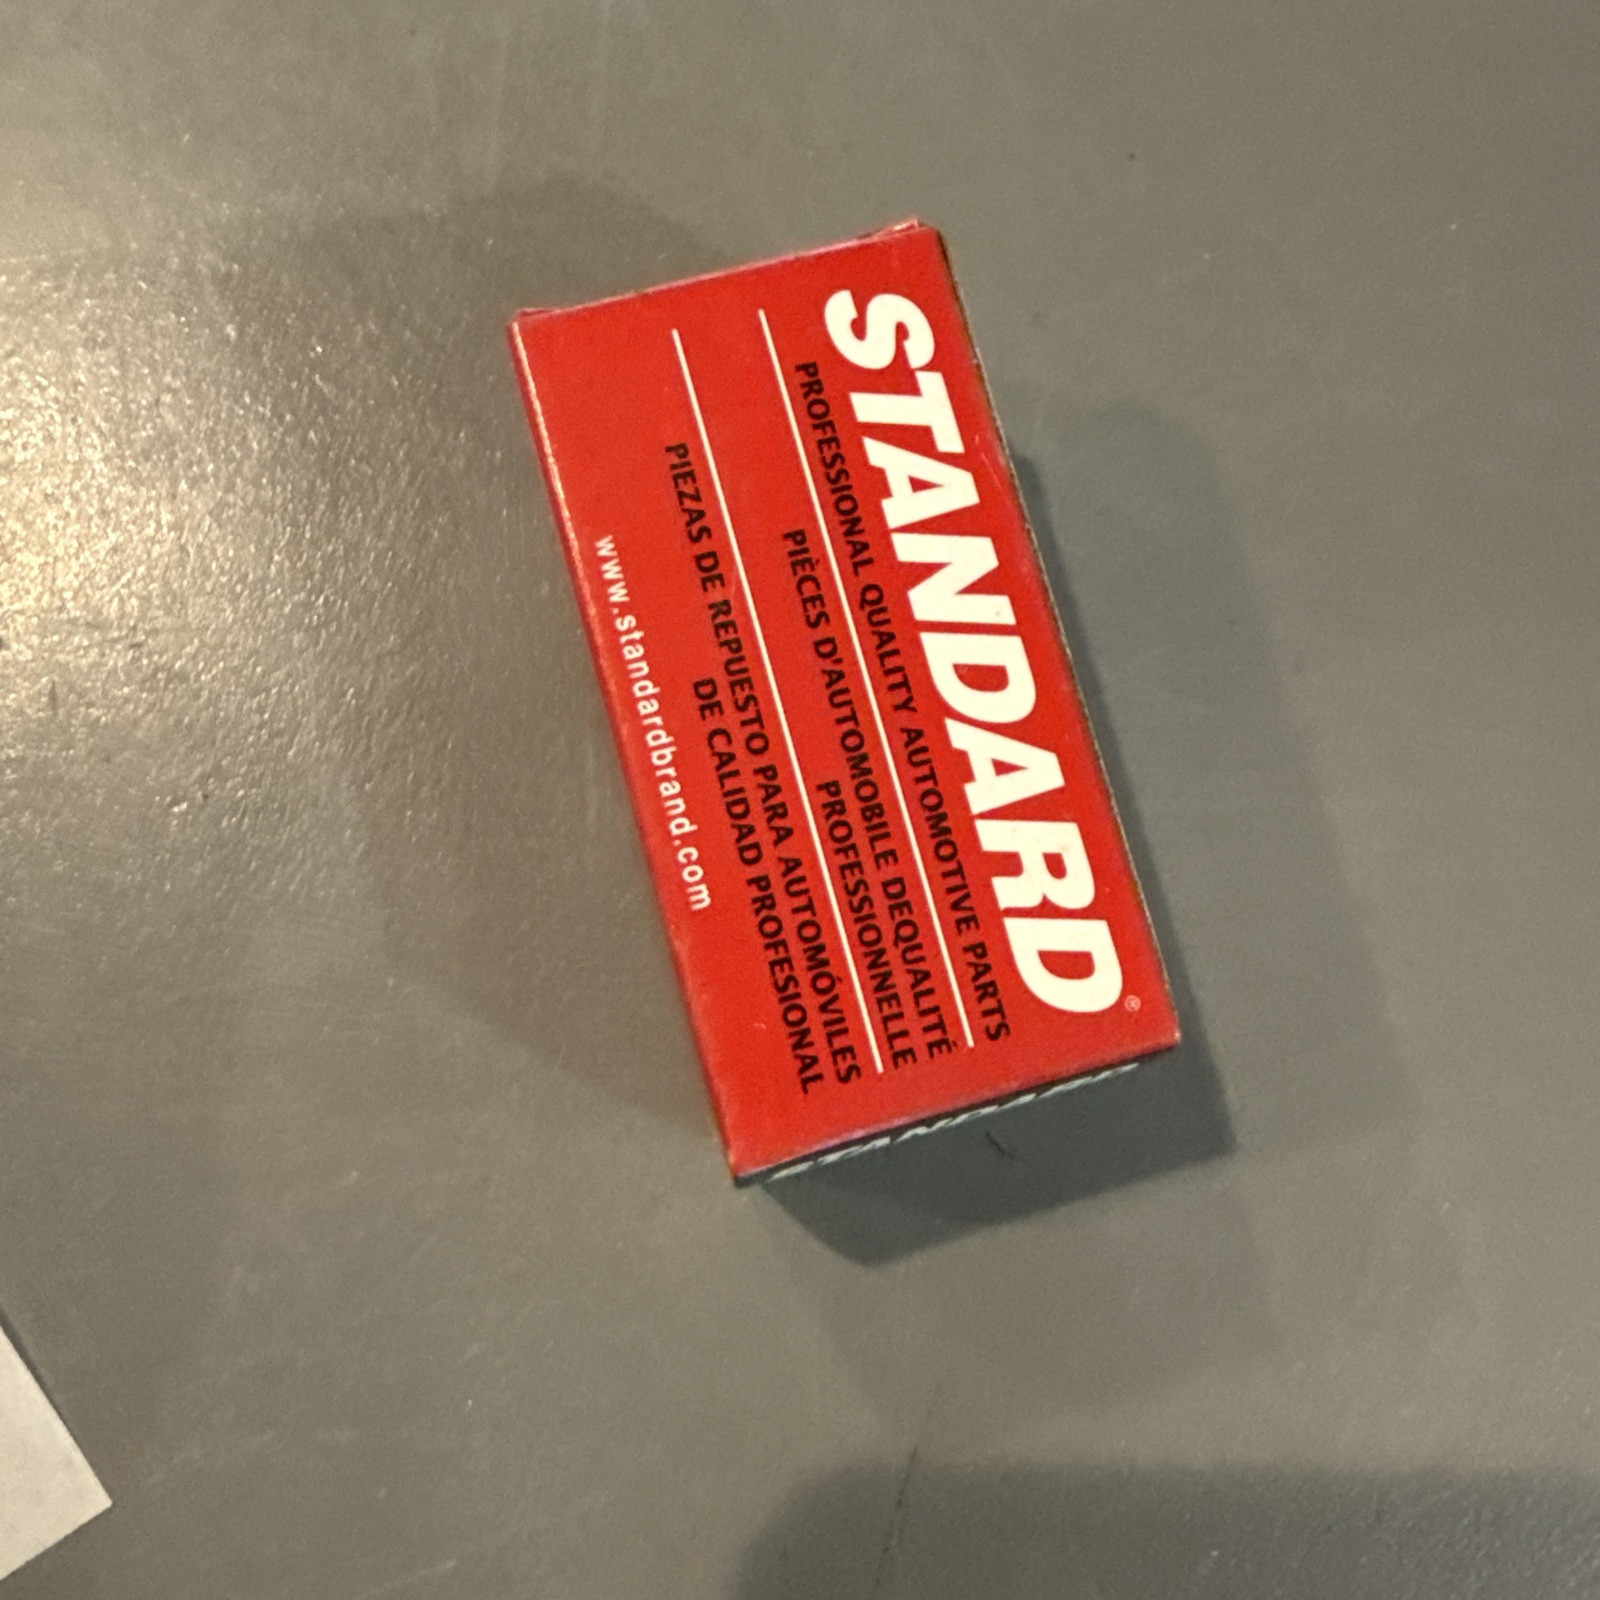 STANDARD®
PROFESSIONAL QUALITY AUTOMOTIVE PARTS
PIÈCES D'AUTOMOBILE DEQUALITÉ
PROFESSIONNELLE
PIEZAS DE REPUESTO PARA AUTOMÓVILES
DE CALIDAD PROFESIONAL
www.standardbrand.com
STANDARD